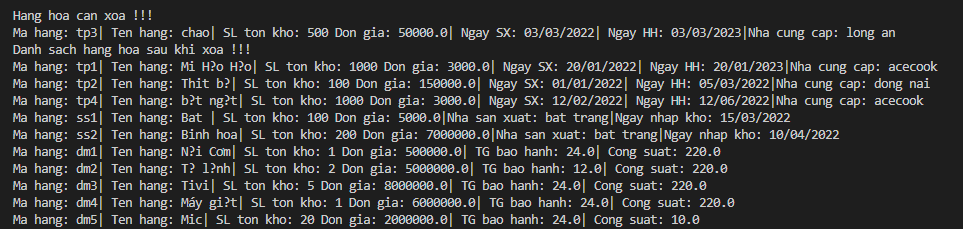 Hang hoa can xoa !!!
Ma hang: tp3| Ten hang: chao| SL ton kho: 500 Don gia: 50000.0| Ngay SX: 03/03/2022| Ngay HH: 03/03/2023|Nha cung cap: long an
Danh sach hang hoa sau khi xoa !!!
Ma hang: tp1| Ten hang: Mi H?o H?o| SL ton kho: 1000 Don gia: 3000.0| Ngay SX: 20/01/2022| Ngay HH: 20/01/2023|Nha cung cap: acecook
Ma hang: tp2| Ten hang: Thit b?| SL ton kho: 100 Don gia: 150000.0| Ngay SX: 01/01/2022| Ngay HH: 05/03/2022|Nha cung cap: dong nai
Ma hang: tp4| Ten hang: b?t ng?t| SL ton kho: 1000 Don gia: 3000.0| Ngay SX: 12/02/2022| Ngay HH: 12/06/2022|Nha cung cap: acecook
Ma hang: ss1| Ten hang: Bat | SL ton kho: 100 Don gia: 5000.0|Nha san xuat: bat trang|Ngay nhap kho: 15/03/2022
Ma hang: ss2| Ten hang: Binh hoa| SL ton kho: 200 Don gia: 7000000.0|Nha san xuat: bat trang|Ngay nhap kho: 10/04/2022
Ma hang: dm1| Ten hang: N?i Cơm| SL ton kho: 1 Don gia: 500000.0| TG bao hanh: 24.0| Cong suat: 220.0
Ma hang: dm2| Ten hang: T? l?nh| SL ton kho: 2 Don gia: 5000000.0| TG bao hanh: 12.0| Cong suat: 220.0
Ma hang: dm3| Ten hang: Tivi| SL ton kho: 5 Don gia: 8000000.0| TG bao hanh: 24.0| Cong suat: 220.0
Ma hang: dm4| Ten hang: Máy gi?t| SL ton kho: 1 Don gia: 6000000.0| TG bao hanh: 24.0| Cong suat: 220.0
Ma hang: dm5| Ten hang: Mic| SL ton kho: 20 Don gia: 2000000.0| TG bao hanh: 24.0| Cong suat: 10.0